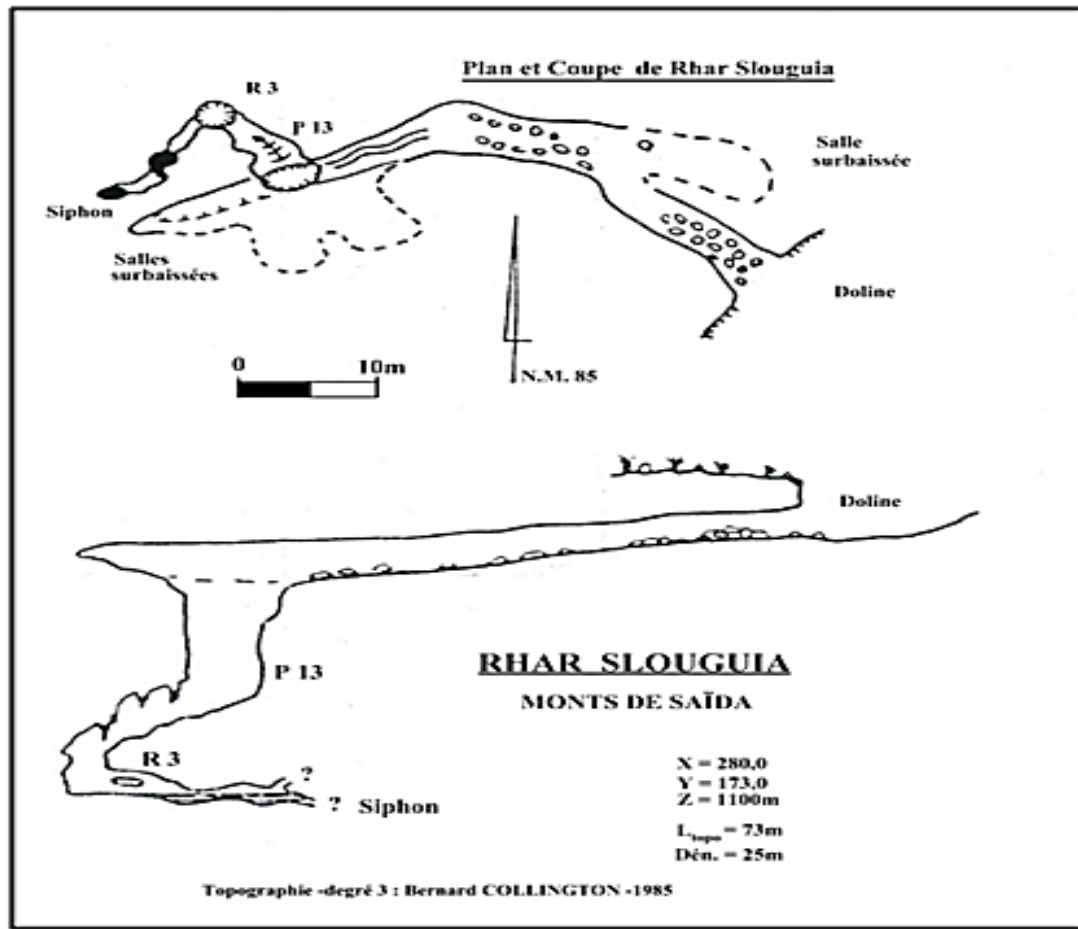 Plan et Coupe de Rhar Slouguia
R 3
P 13
Salle
surbaissée
Siphon
Salles
surbaissées
Doline
0 10m
N.M. 85
Doline
P 13
RHAR SLOUGUIA
MONTS DE SAÏDA
R 3
?
? Siphon
X = 280,0
Y = 173,0
Z = 1100m
Ltopo = 73m
Dén. = 25m
Topographie -degré 3 : Bernard COLLINGTON -1985